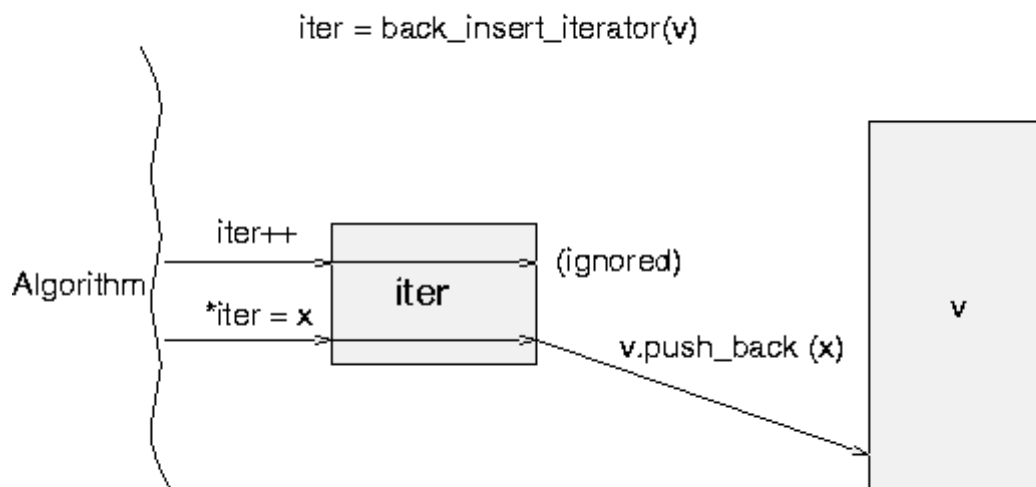 iter = back_insert_iterator(v)
iter++
(ignored)
Algorithm
iter
v
*iter = x
v.push_back (x)